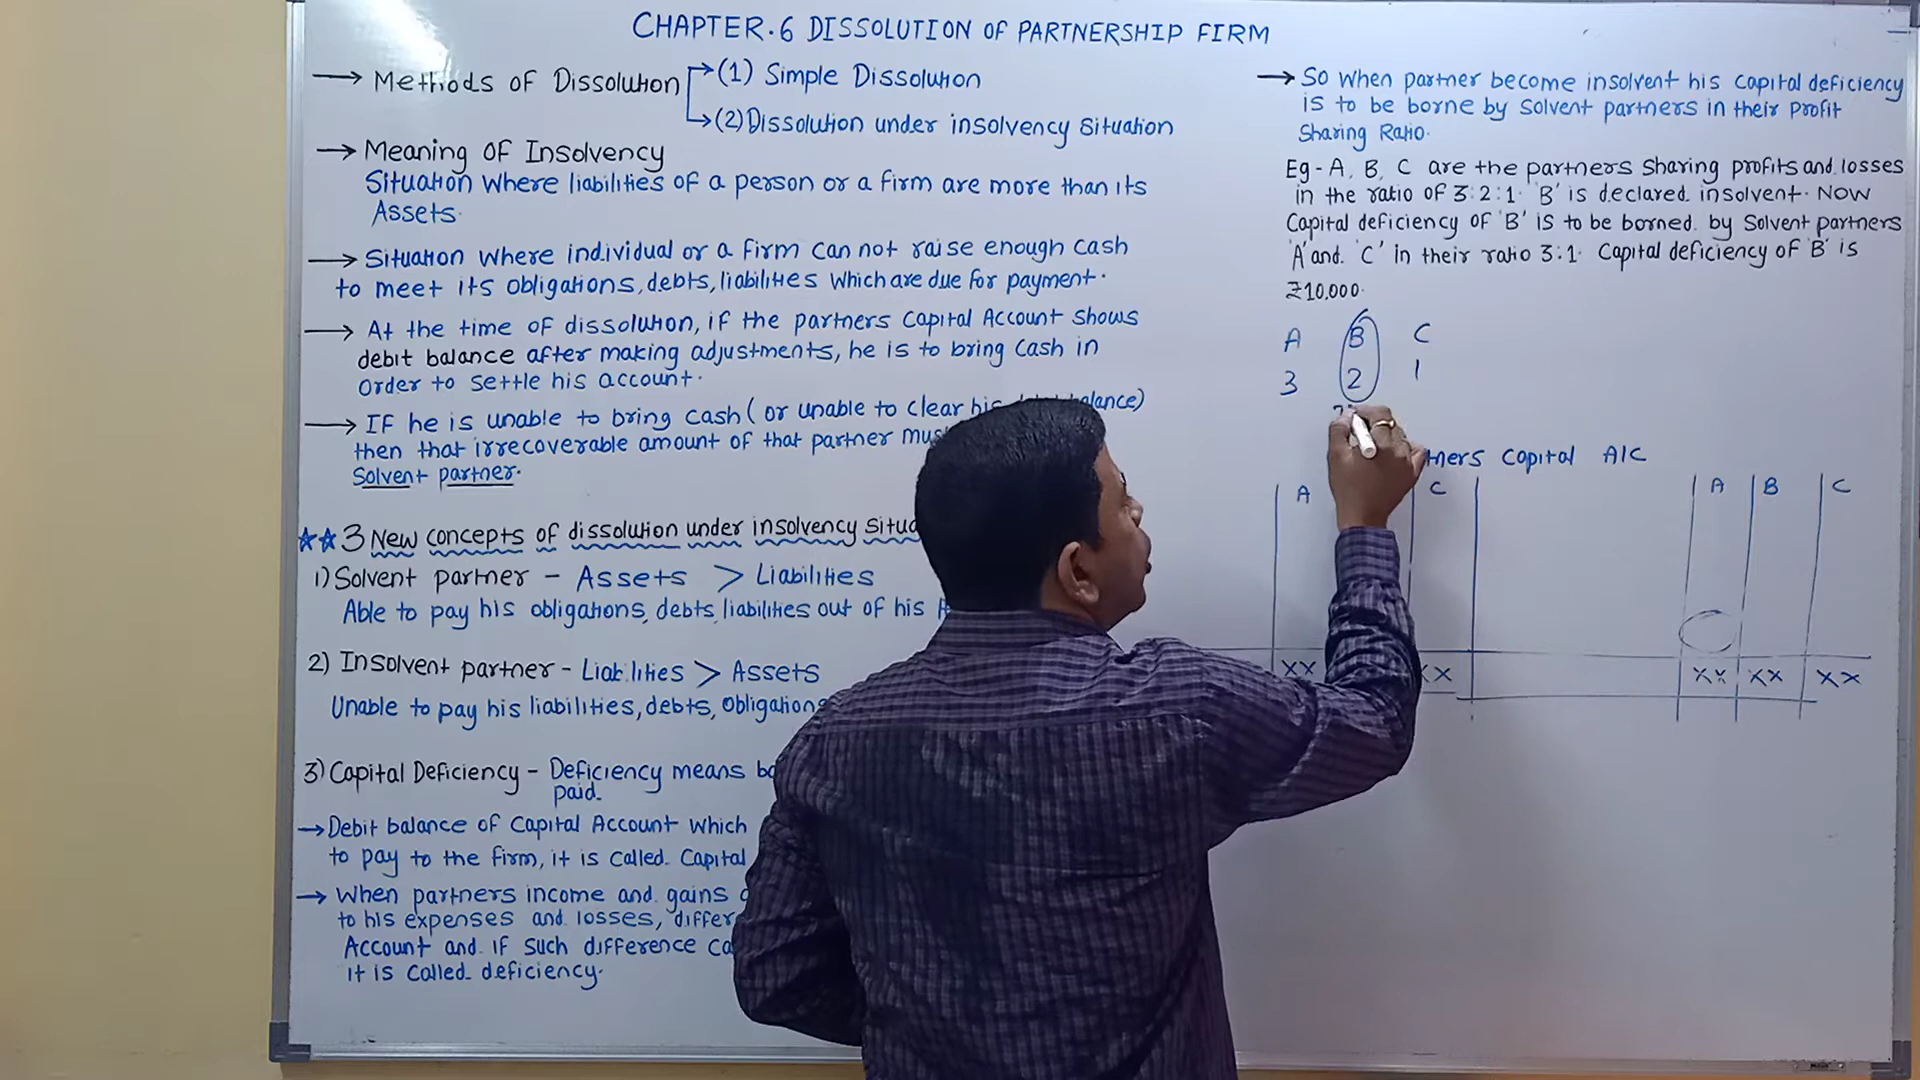 CHAPTER.6 DISSOLUTION OF PARTNERSHIP FIRM
→ Methods of Dissolution → (1) Simple Dissolution
→ (2) Dissolution under insolvency situation
→ Meaning of Insolvency
Situation where liabilities of a person or a firm are more than its
Assets.
→ Situation where individual or a firm can not raise enough cash
to meet its obligations, debts, liabilities which are due for payment.
→ At the time of dissolution, if the partners capital Account shows
debit balance after making adjustments, he is to bring cash in
order to settle his account.
→ If he is unable to bring cash (or unable to clear his
then that irrecoverable amount of that partner
Solvent partner.
★★ 3 New concepts of dissolution under insolvency
1) Solvent partner - Assets > Liabilities
Able to pay his obligations, debts, liabilities out of his
2) Insolvent partner - Liabilities > Assets
Unable to pay his liabilities, debts,
3) Capital Deficiency - Deficiency means
paid
→ Debit balance of capital Account which
to pay to the firm, it is called capital
→ When partners income and gains
to his expenses and losses,
Account and if such difference
it is called deficiency.
→ So when partner become insolvent his capital deficiency
is to be borne by solvent partners in their profit
sharing Ratio.
Eg - A, B, C are the partners sharing profits and losses
in the ratio of 3:2:1. 'B' is declared insolvent. Now
Capital deficiency of 'B' is to be borned by solvent partners
'A' and 'C' in their ratio 3:1. Capital deficiency of 'B' is
₹10,000.
A B C
3 2 1
Capital A/C
A C A B C
XX XX XX XX